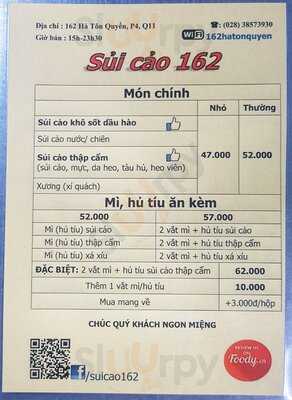 Địa chỉ : 162 Hà Tôn Quyền, P4, Q11
☎: (028) 38573930
Giờ bán : 15h-23h30
WiFi 162hatonquyen
Sủi cảo 162
Món chính
Nhỏ Thường
Sủi cảo khô sốt dầu hào
Sủi cảo nước/ chiên
Sủi cảo thập cẩm
(sủi cảo, mực, da heo, tàu hủ, heo viên)
47.000 52.000
Xương (xí quách)
Mì, hủ tíu ăn kèm
52.000 57.000
Mì (hủ tíu) sủi cảo 2 vắt mì + hủ tíu sủi cảo
Mì (hủ tíu) thập cẩm 2 vắt mì + hủ tíu thập cẩm
Mì (hủ tíu) xá xíu 2 vắt mì + hủ tíu xá xíu
ĐẶC BIỆT: 2 vắt mì + hủ tíu sủi cảo thập cẩm 62.000
Thêm 1 vắt mì/hủ tíu 10.000
Mua mang về +3.000đ/hộp
CHÚC QUÝ KHÁCH NGON MIỆNG
REVIEW US
ON
Foody.vn
f/suicao162
sluurpy